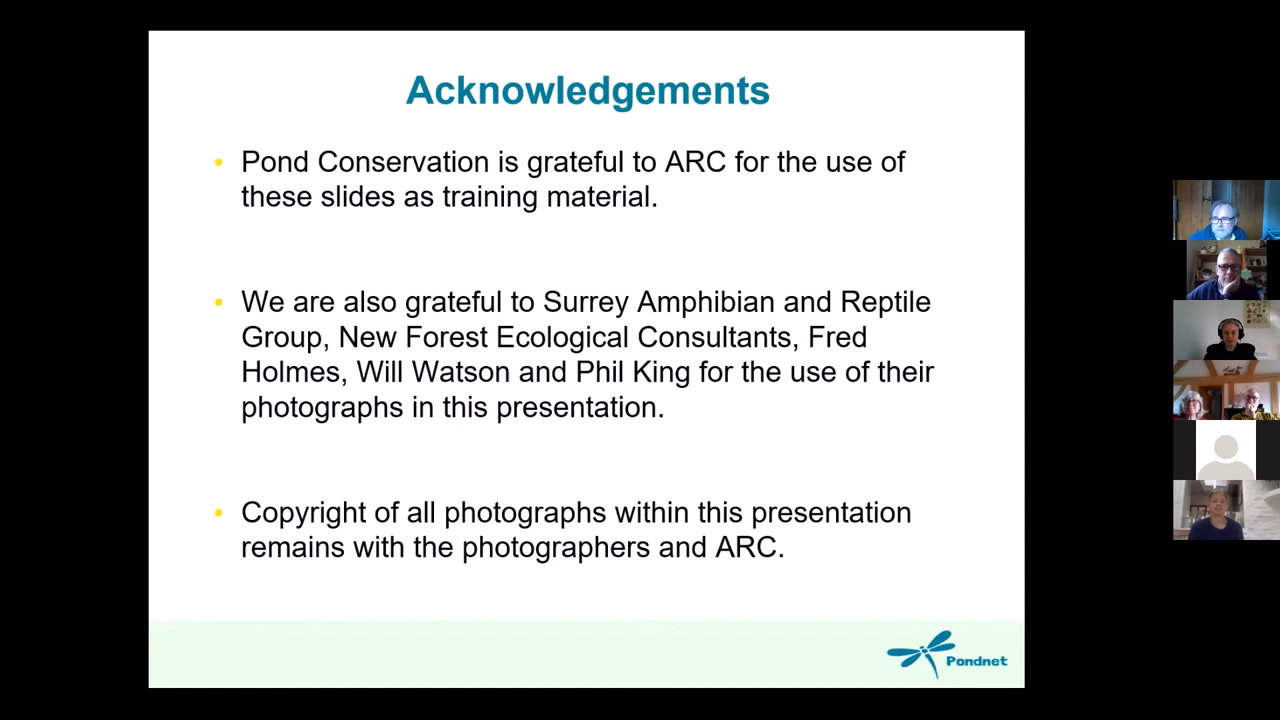 Acknowledgements
• Pond Conservation is grateful to ARC for the use of
these slides as training material.
• We are also grateful to Surrey Amphibian and Reptile
Group, New Forest Ecological Consultants, Fred
Holmes, Will Watson and Phil King for the use of their
photographs in this presentation.
• Copyright of all photographs within this presentation
remains with the photographers and ARC.
Pondnet